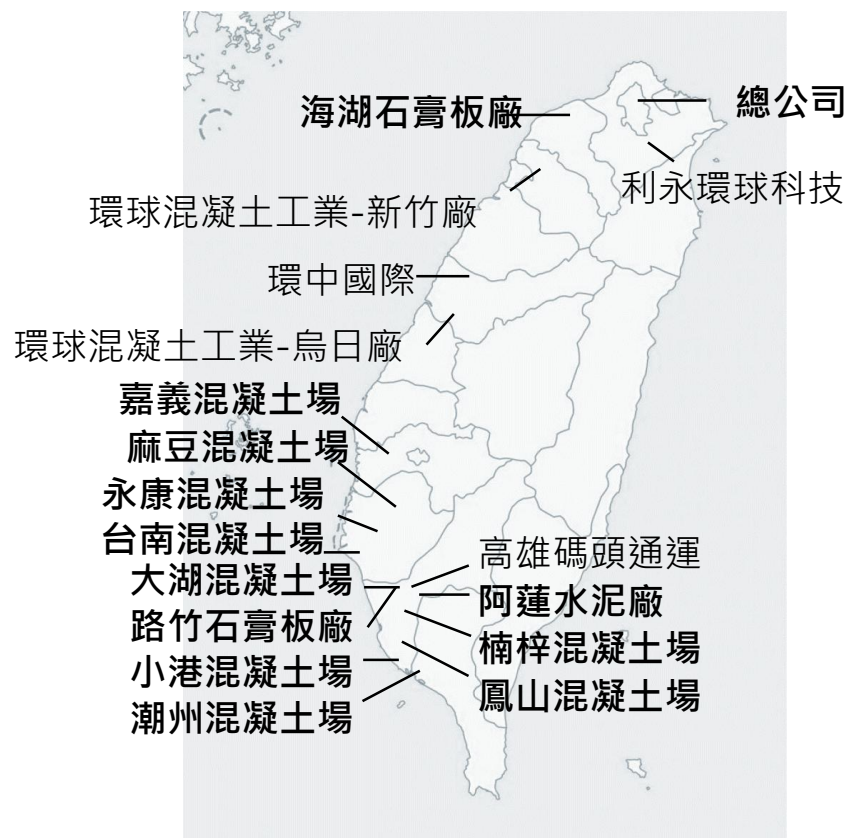 海湖石膏板廠
總公司
利永環球科技
環球混凝土工業-新竹廠
環中國際
環球混凝土工業-烏日廠
嘉義混凝土場
麻豆混凝土場
永康混凝土場
台南混凝土場
大湖混凝土場
路竹石膏板廠
小港混凝土場
潮州混凝土場
高雄碼頭通運
阿蓮水泥廠
楠梓混凝土場
鳳山混凝土場